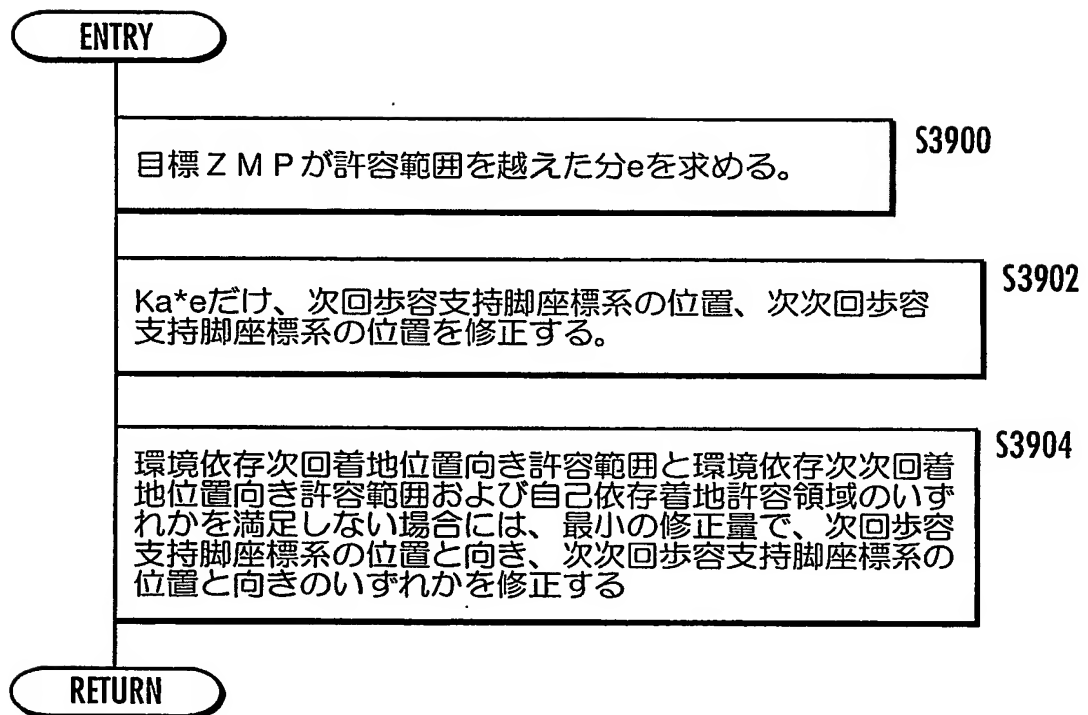 ENTRY
S3900
目標ZMPが許容範囲を越えた分eを求める。
S3902
Ka*eだけ、次回歩容支持脚座標系の位置、次次回歩容
支持脚座標系の位置を修正する。
S3904
環境依存次回着地位置向き許容範囲と環境依存次次回着
地位置向き許容範囲および自己依存着地許容領域のいず
れかを満足しない場合には、最小の修正量で、次回歩容
支持脚座標系の位置と向き、次次回歩容支持脚座標系の
位置と向きのいずれかを修正する
RETURN